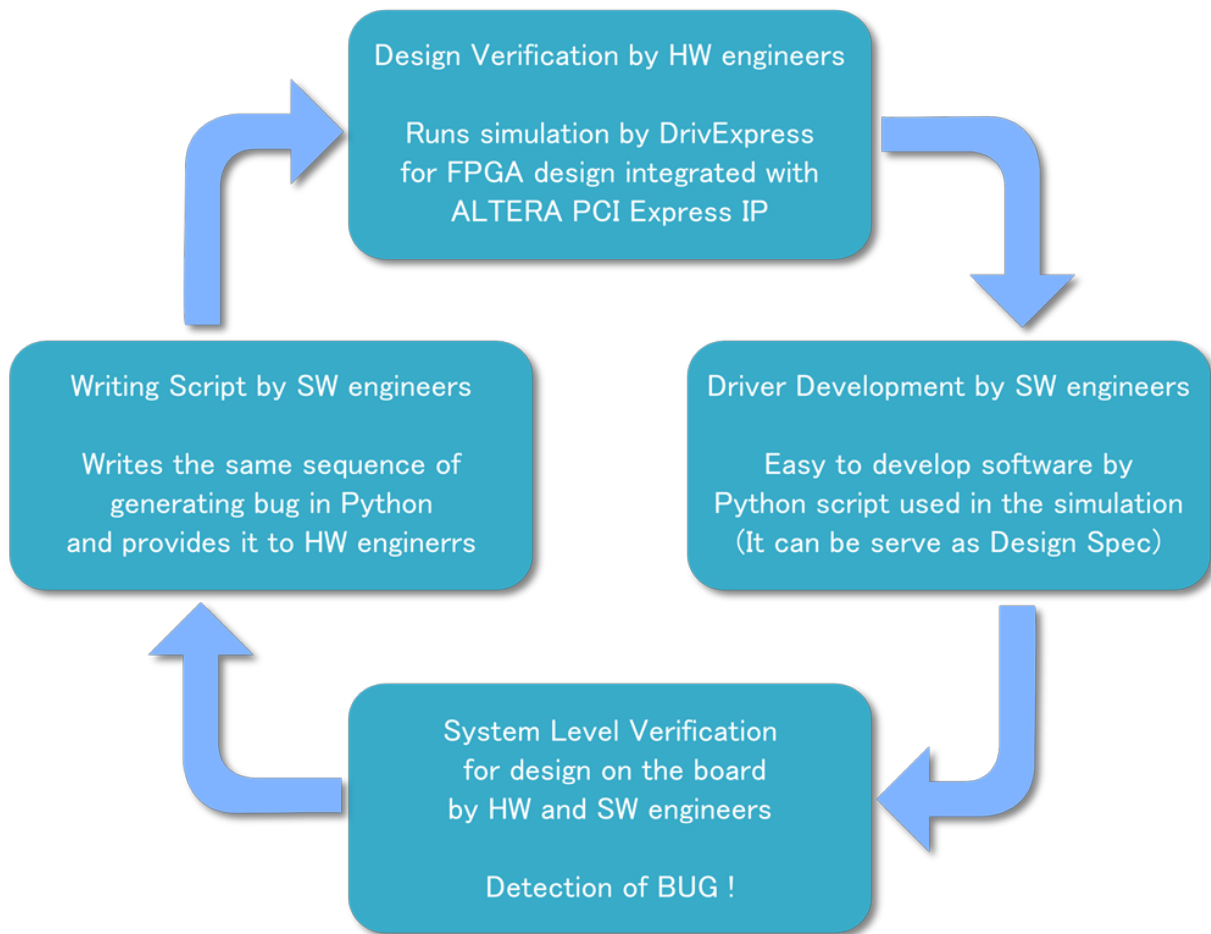 Design Verification by HW engineers
Runs simulation by DrivExpress
for FPGA design integrated with
ALTERA PCI Express IP
Writing Script by SW engineers
Writes the same sequence of
generating bug in Python
and provides it to HW enginerrs
Driver Development by SW engineers
Easy to develop software by
Python script used in the simulation
(It can be serve as Design Spec)
System Level Verification
for design on the board
by HW and SW engineers
Detection of BUG !